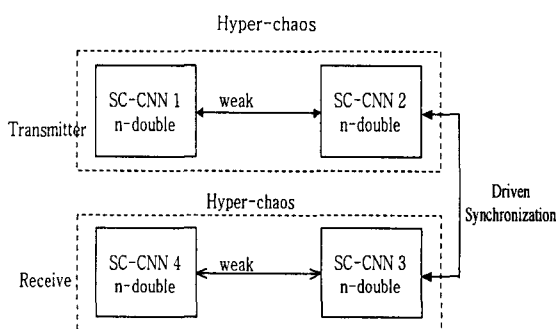 Hyper-chaos
SC-CNN 1
n-double
weak
SC-CNN 2
n-double
Transmitter
Driven
Synchronization
Hyper-chaos
SC-CNN 4
n-double
weak
SC-CNN 3
n-double
Receive